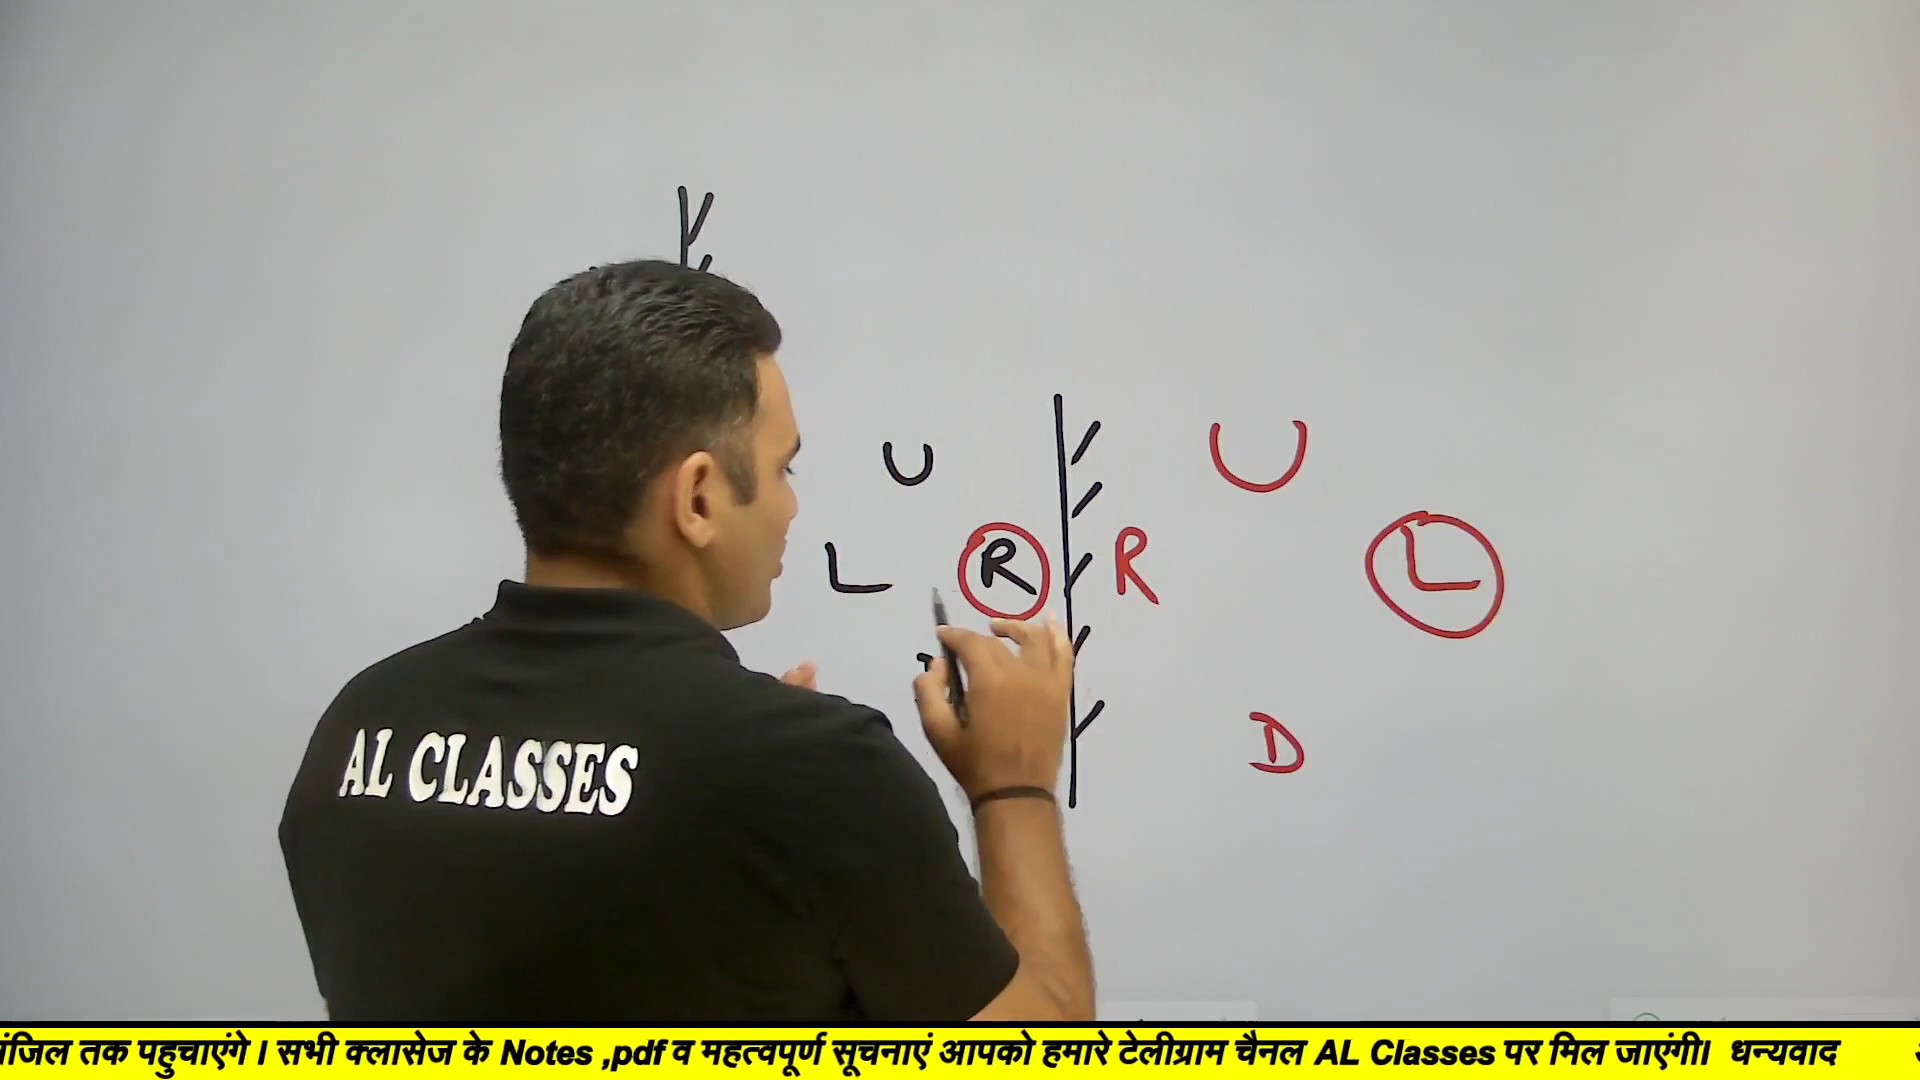 U U
L R R L
D
AL CLASSES
तक पहुचाएंगे । सभी क्लासेज के Notes ,pdf व महत्वपूर्ण सूचनाएं आपको हमारे टेलीग्राम चैनल AL Classes पर मिल जाएंगी। धन्यवाद